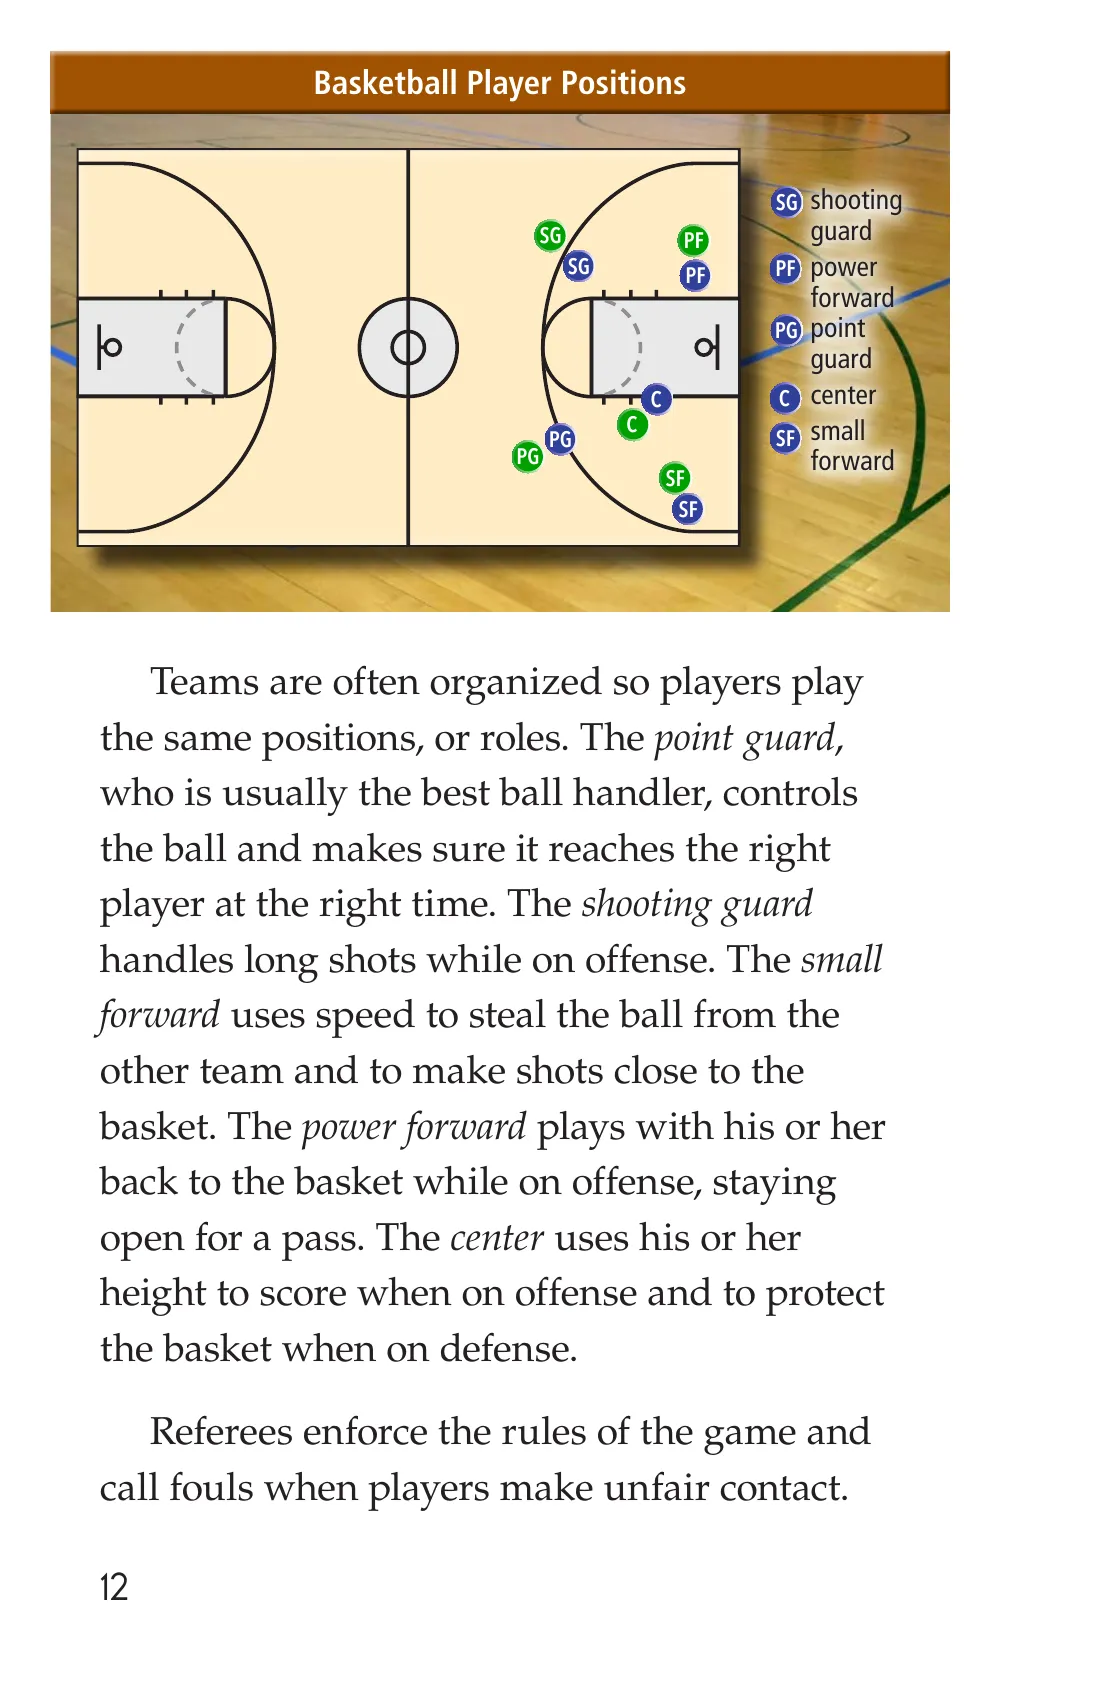 Basketball Player Positions
SG
SG
PF
PF
C
C
PG
PG
SF
SF
SG shooting
guard
PF power
forward
PG point
guard
C center
SF small
forward
Teams are often organized so players play
the same positions, or roles. The point guard,
who is usually the best ball handler, controls
the ball and makes sure it reaches the right
player at the right time. The shooting guard
handles long shots while on offense. The small
forward uses speed to steal the ball from the
other team and to make shots close to the
basket. The power forward plays with his or her
back to the basket while on offense, staying
open for a pass. The center uses his or her
height to score when on offense and to protect
the basket when on defense.
Referees enforce the rules of the game and
call fouls when players make unfair contact.
12